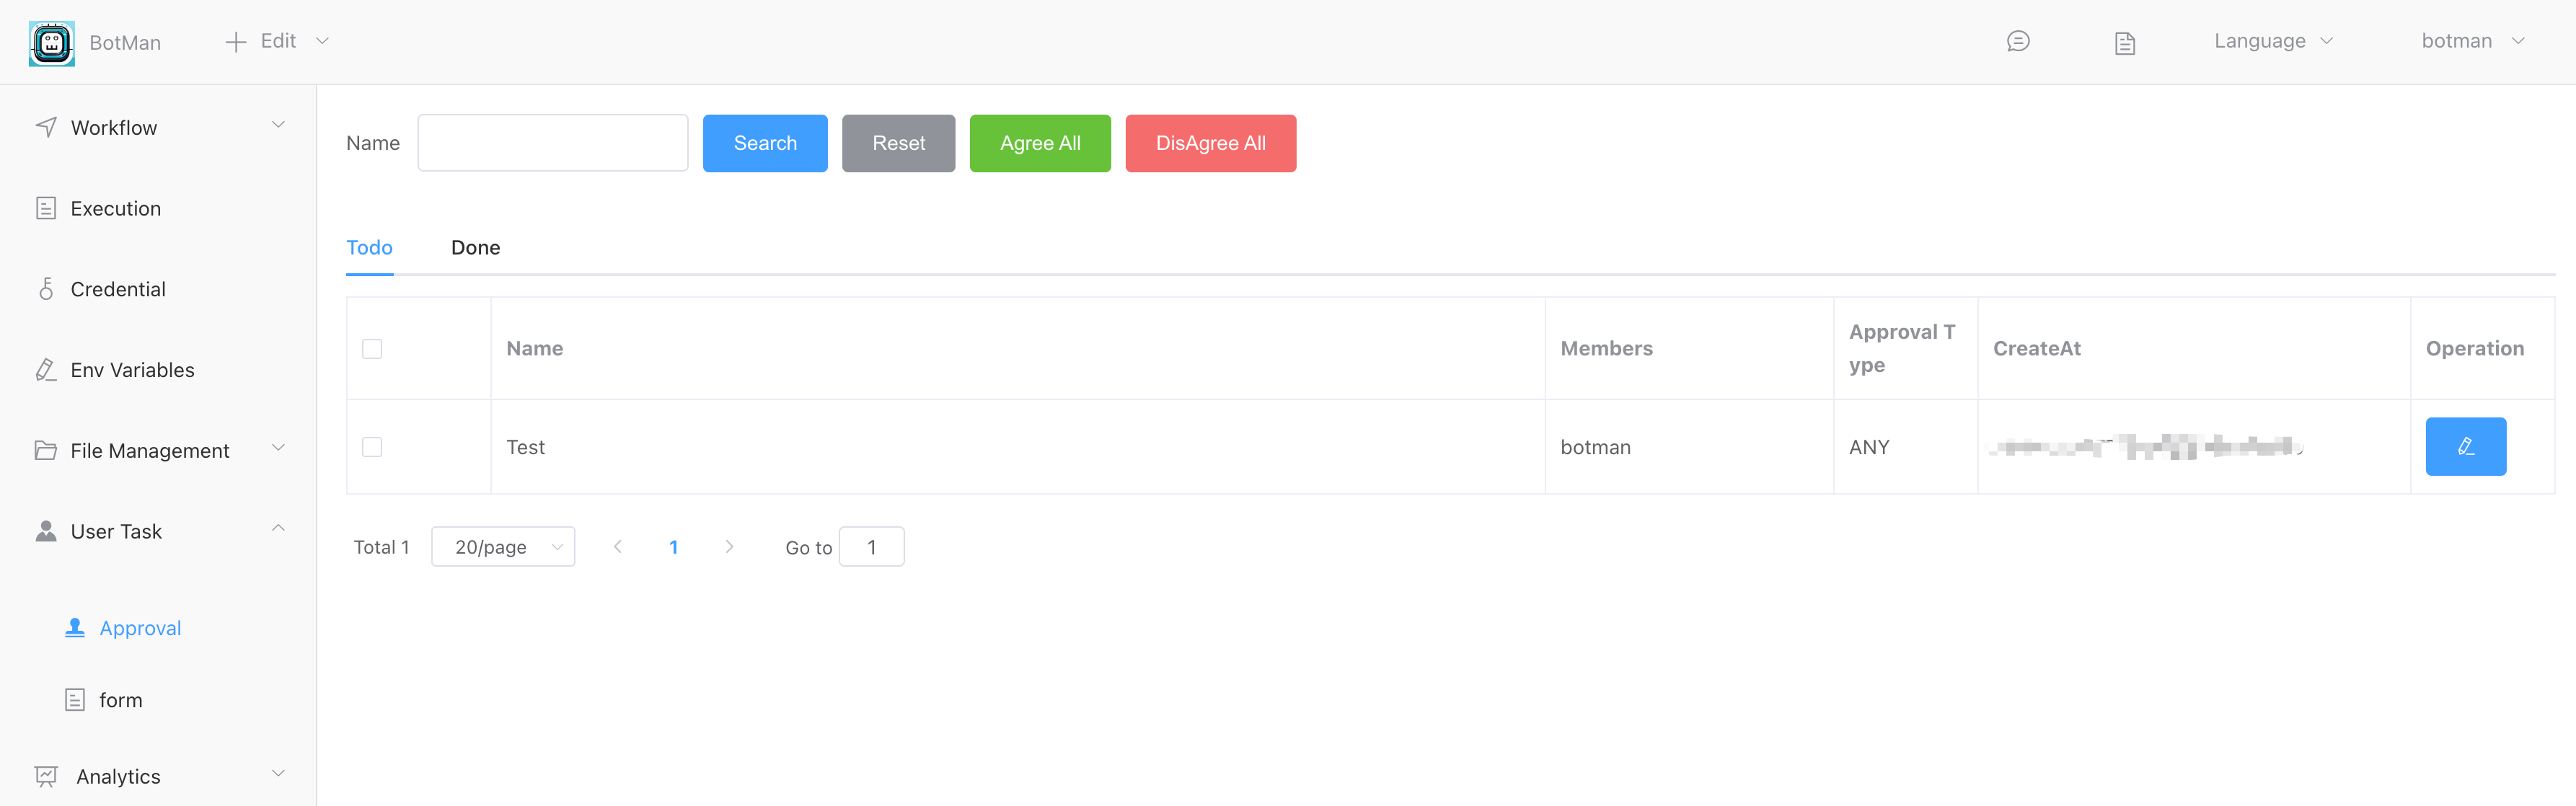 BotMan
Edit
Language
botman
Workflow
Execution
Credential
Env Variables
File Management
User Task
Approval
form
Analytics
Name
Search
Reset
Agree All
DisAgree All
Todo
Done
Name
Members
Approval T
ype
CreateAt
Operation
Test
botman
ANY
Total 1
20/page
1
Go to
1